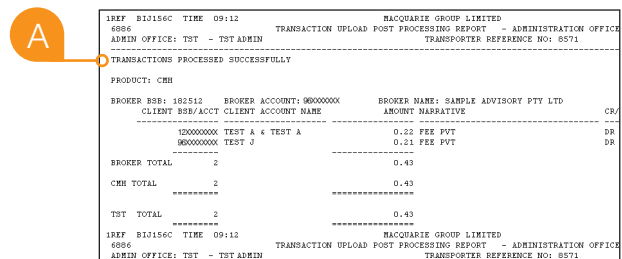 A
1REF BIJ156C TIME 09:12 MACQUARIE GROUP LIMITED
6886 TRANSACTION UPLOAD POST PROCESSING REPORT - ADMINISTRATION OFFICE
ADMIN OFFICE: TST - TST ADMIN TRANSPORTER REFERENCE NO: 8571
TRANSACTIONS PROCESSED SUCCESSFULLY
PRODUCT: CMH
BROKER BSB: 182512 BROKER ACCOUNT: 96XXXXXXX BROKER NAME: SAMPLE ADVISORY PTY LTD
CLIENT BSB/ACCT CLIENT ACCOUNT NAME AMOUNT NARRATIVE CR/
12XXXXXXX TEST A & TEST A 0.22 FEE PVT DR
96XXXXXXX TEST J 0.21 FEE PVT DR
BROKER TOTAL 2 0.43
CMH TOTAL 2 0.43
TST TOTAL 2 0.43
1REF BIJ156C TIME 09:12 MACQUARIE GROUP LIMITED
6886 TRANSACTION UPLOAD POST PROCESSING REPORT - ADMINISTRATION OFFICE
ADMIN OFFICE: TST - TST ADMIN TRANSPORTER REFERENCE NO: 8571